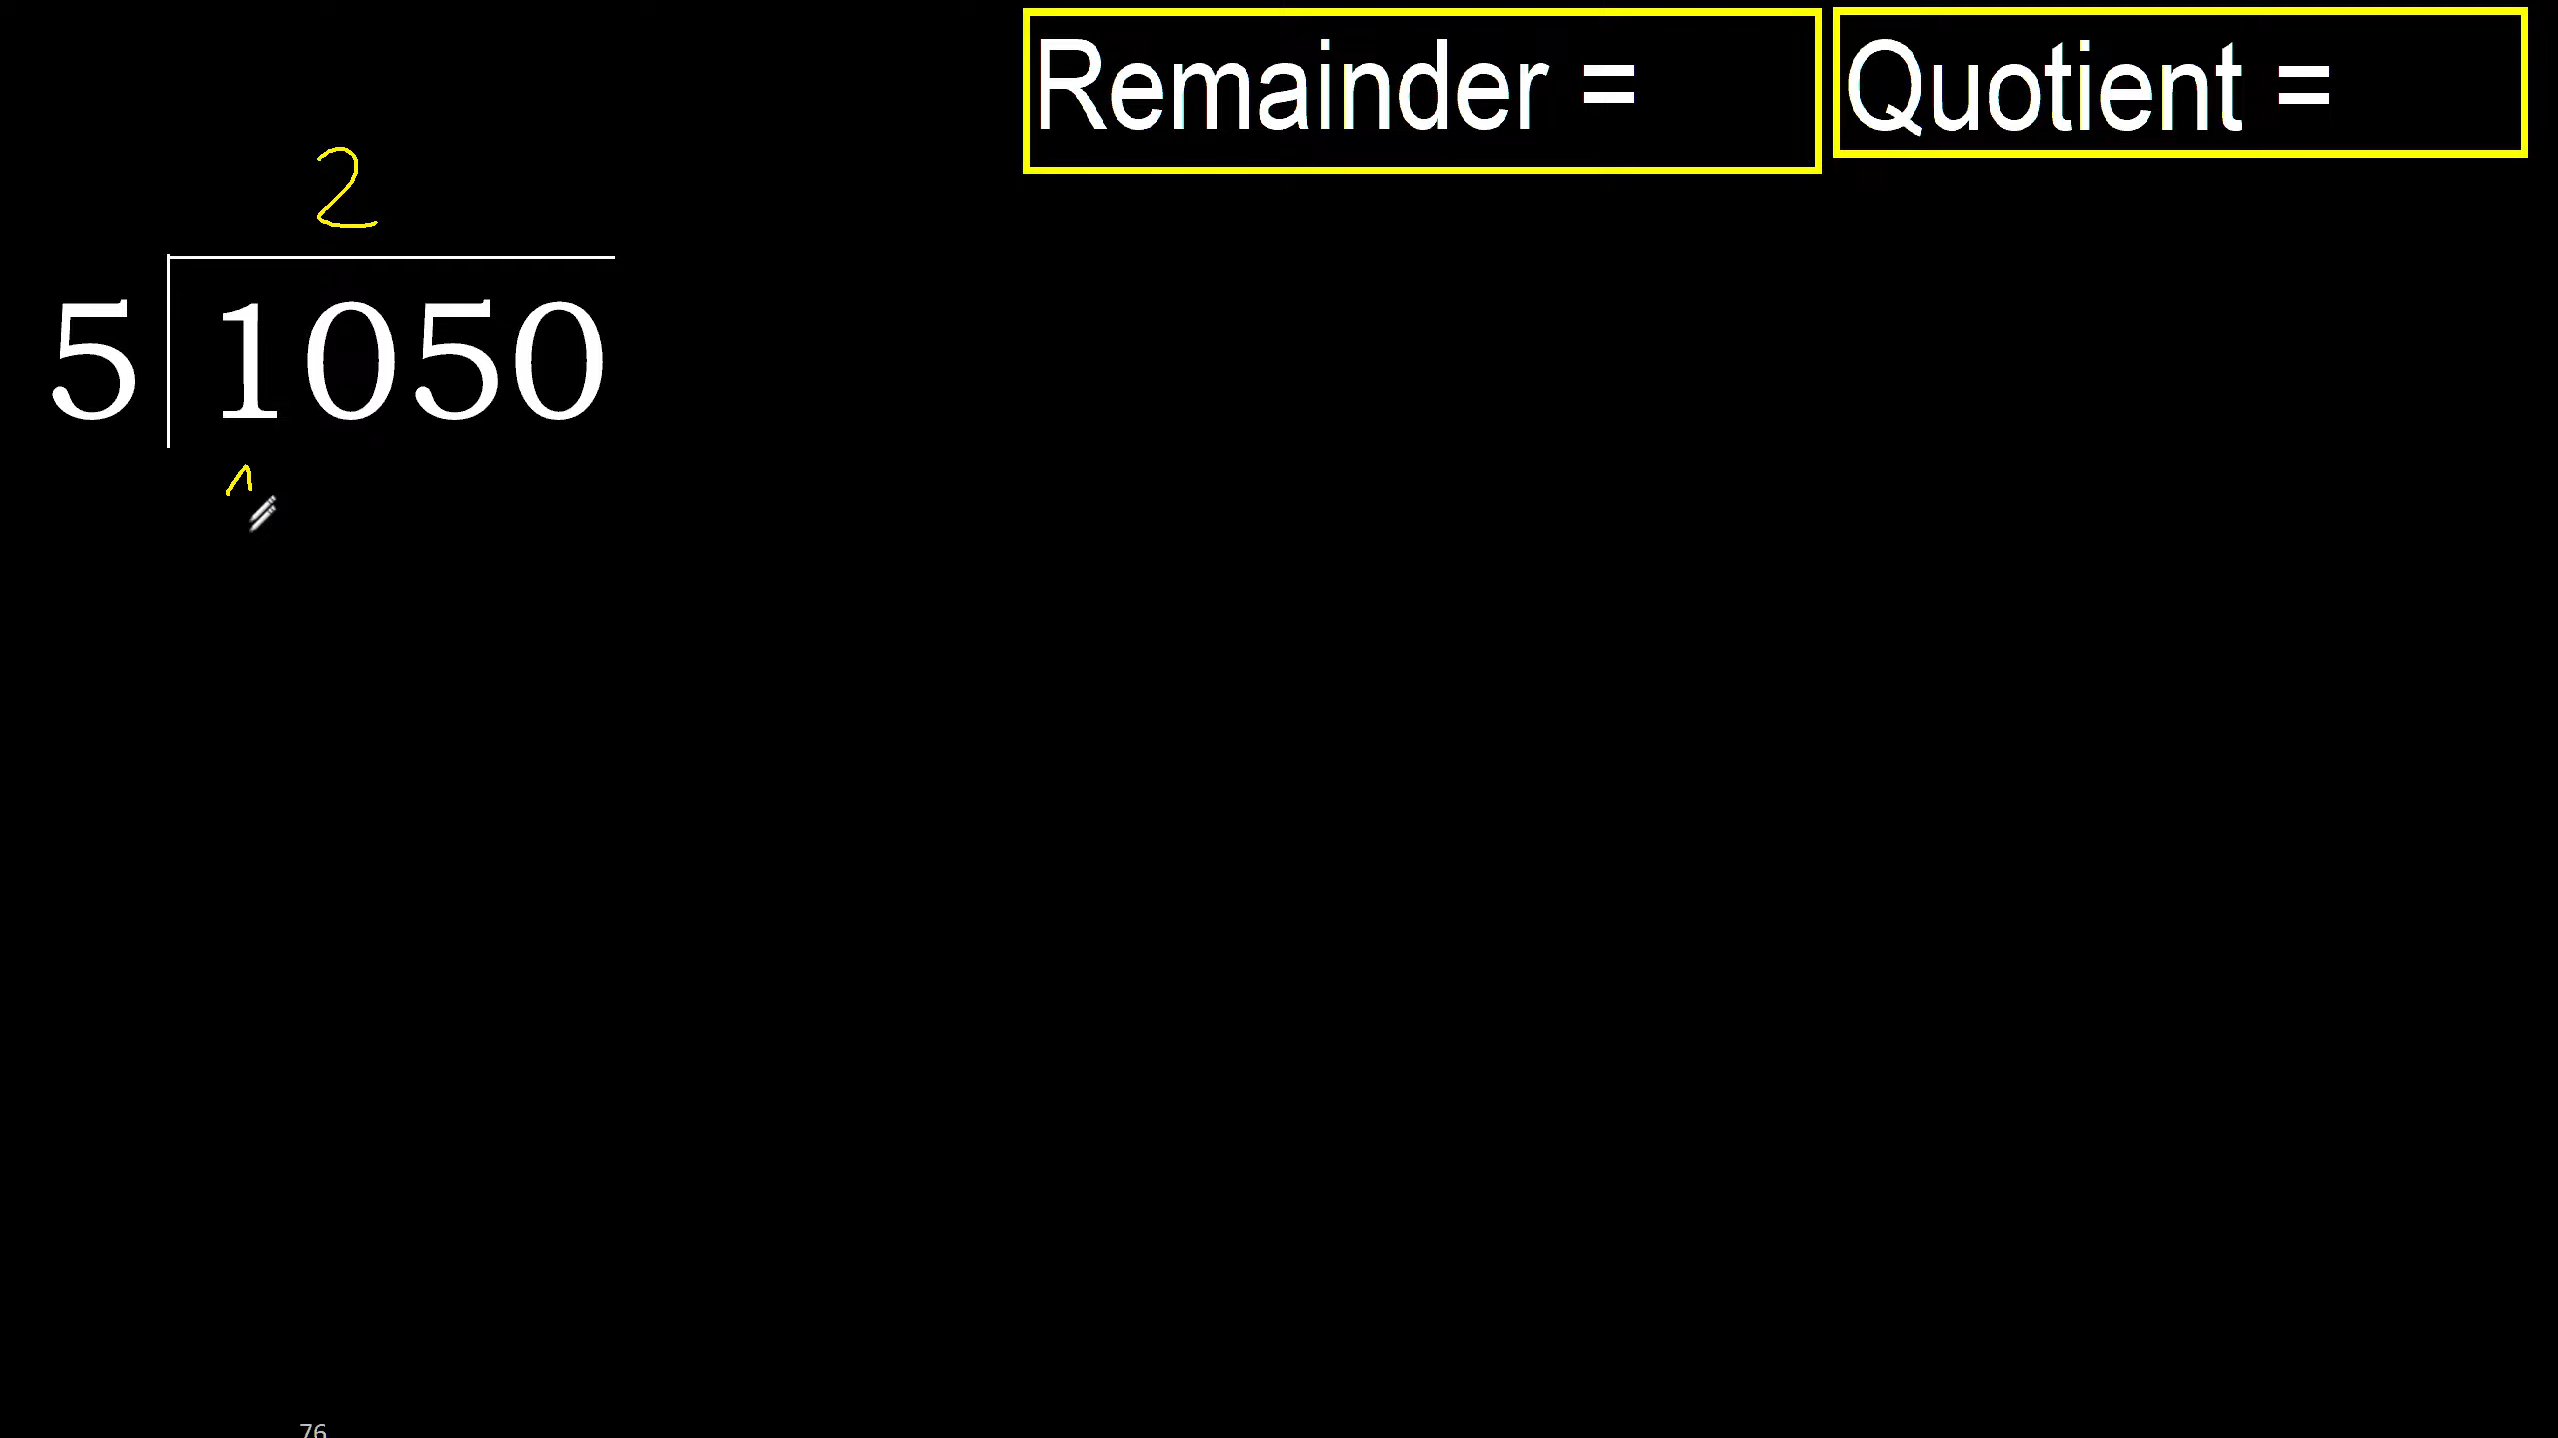 Remainder = Quotient =
2
5 1050
1
76